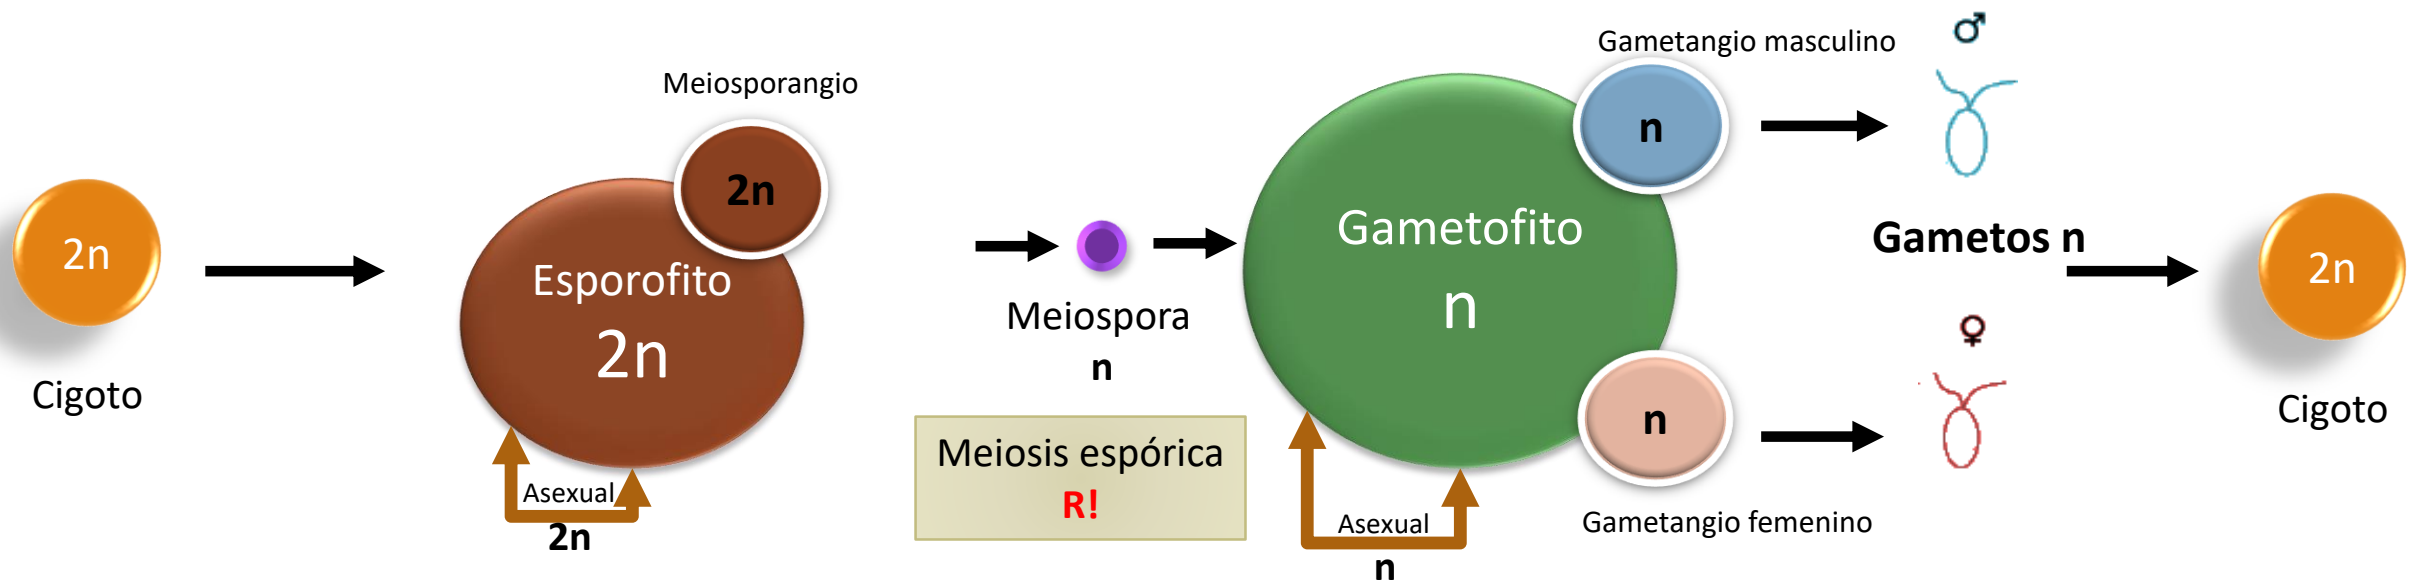 2n
Cigoto
Meiosporangio
2n
Esporofito
2n
Asexual
2n
Meiospora
n
Meiosis espórica
R!
Gametofito
n
Asexual
n
Gametangio masculino
n
n
Gametangio femenino
♂
Gametos n
♀
2n
Cigoto